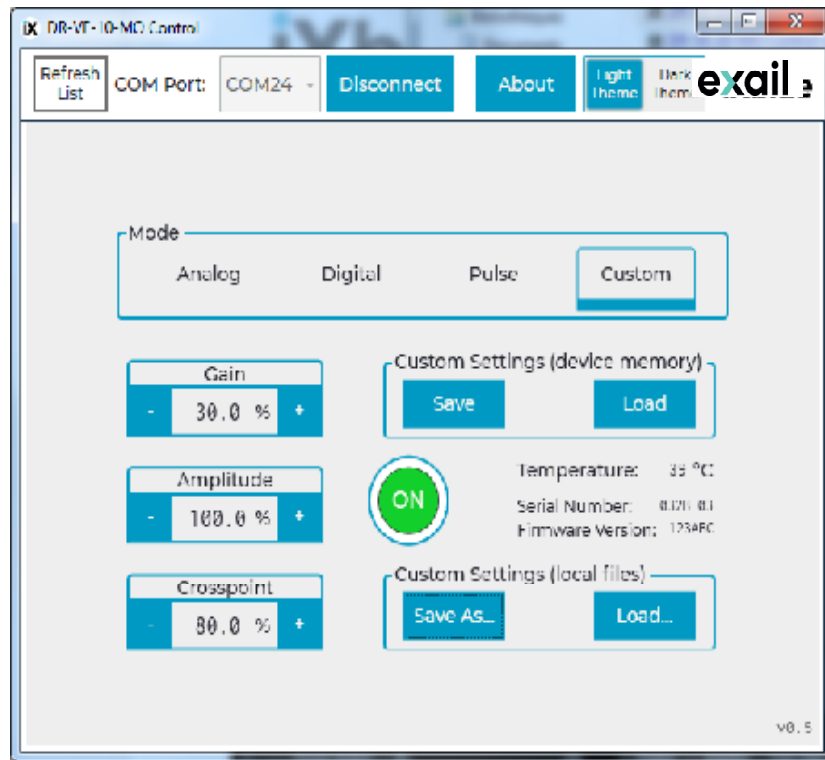 DR-VE-10-MO Control
Refresh List COM Port: COM24 Disconnect About Light Theme Dark exail
Mode
Analog Digital Pulse Custom
Gain
- 30.0 % +
Custom Settings (device memory)
Save Load
Amplitude
- 100.0 % +
ON
Temperature: °C
Serial Number:
Firmware Version: 123ABC
Crosspoint
- 80.0 % +
Custom Settings (local files)
Save As... Load...
v0.5